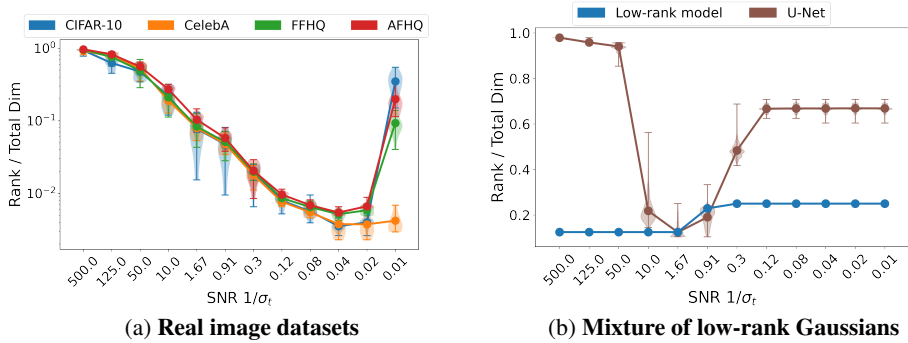 CIFAR-10 CelebA FFHQ AFHQ
Rank / Total Dim
10⁰
10⁻¹
10⁻²
500.0 125.0 50.0 10.0 1.67 0.91 0.3 0.12 0.08 0.04 0.02 0.01
SNR 1/σₜ
(a) Real image datasets
Low-rank model U-Net
Rank / Total Dim
1.0
0.8
0.6
0.4
0.2
500.0 125.0 50.0 10.0 1.67 0.91 0.3 0.12 0.08 0.04 0.02 0.01
SNR 1/σₜ
(b) Mixture of low-rank Gaussians